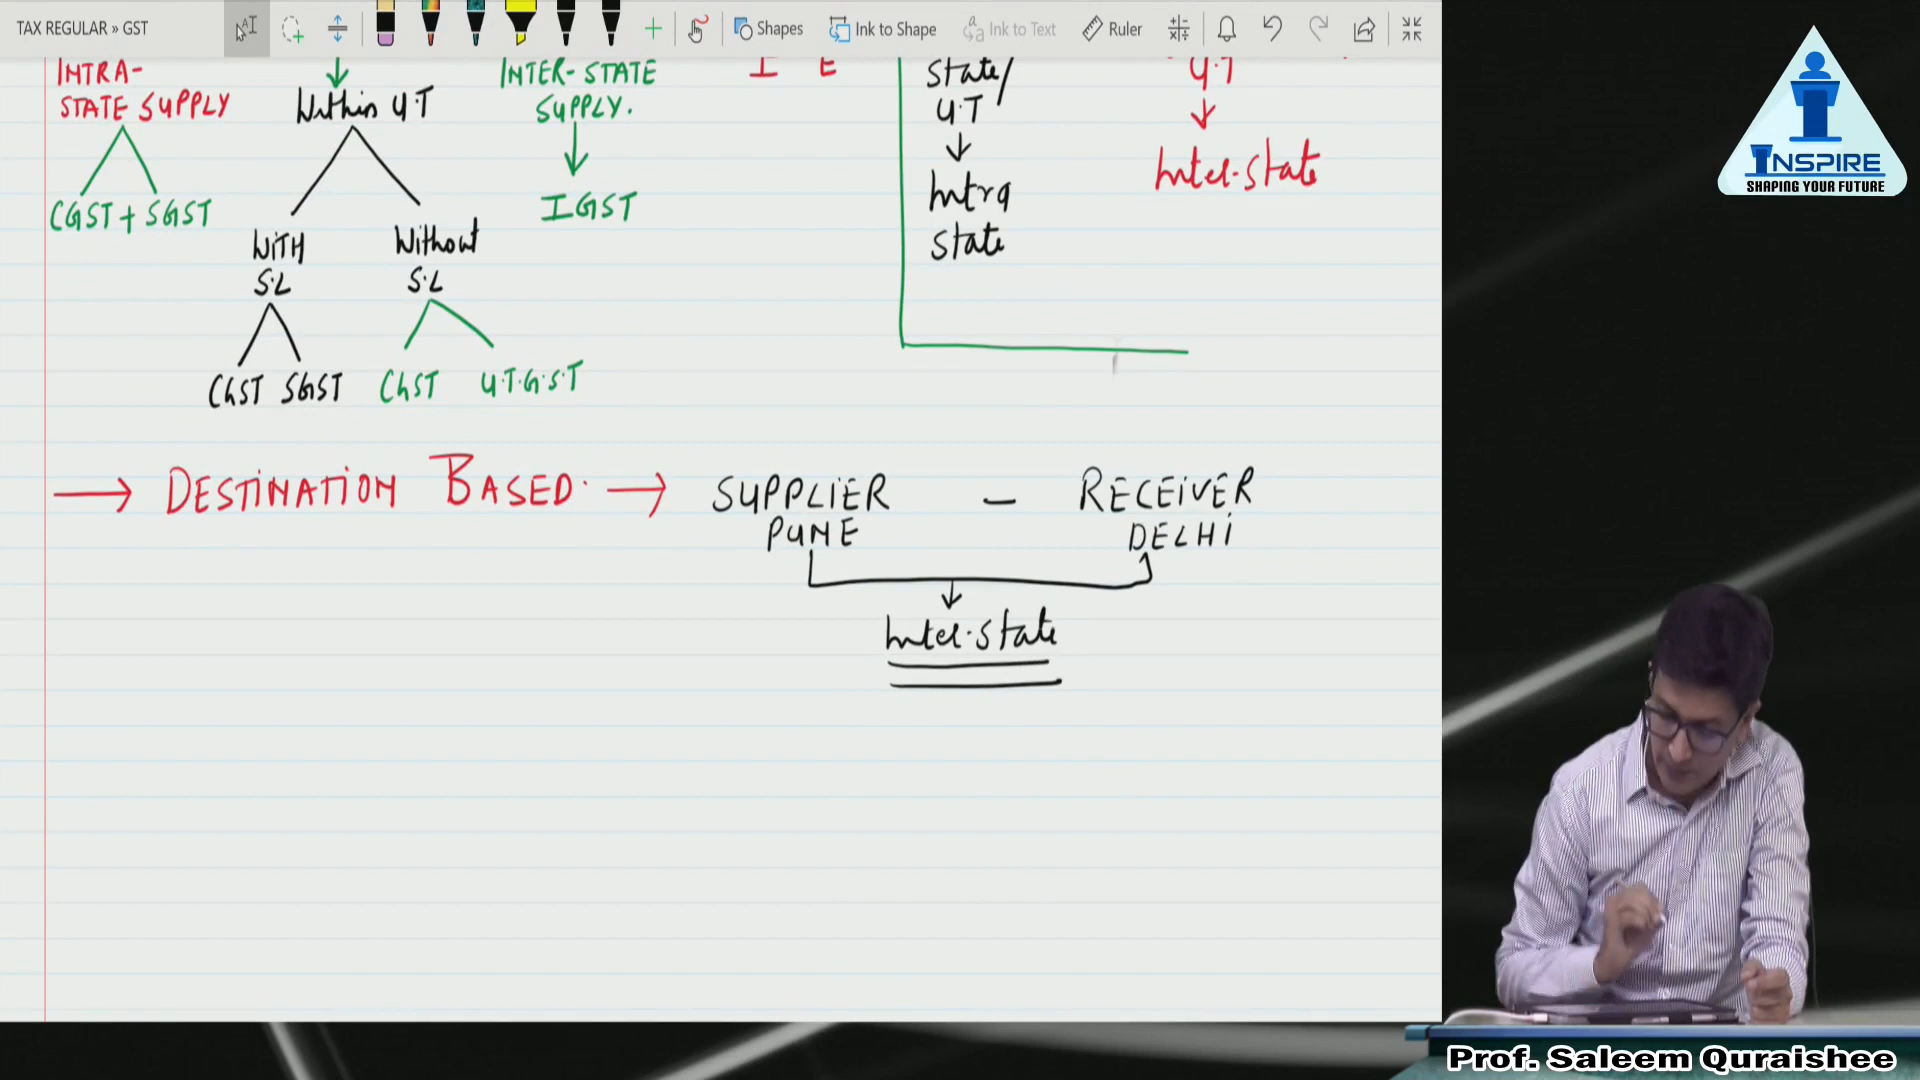 TAX REGULAR » GST
Shapes
Ink to Shape
Ink to Text
Ruler
INTRA-
STATE SUPPLY
CGST + SGST
Within U.T
WITH
S.L
Without
S.L
CGST SGST
CGST U.T.G.S.T
INTER-STATE
SUPPLY.
IGST
I E
State/
U.T
Intra
State
U.T
Inter-State
→ DESTINATION BASED. → SUPPLIER – RECEIVER
PUNE DELHI
Inter-State
INSPIRE
SHAPING YOUR FUTURE
Prof. Saleem Quraishee